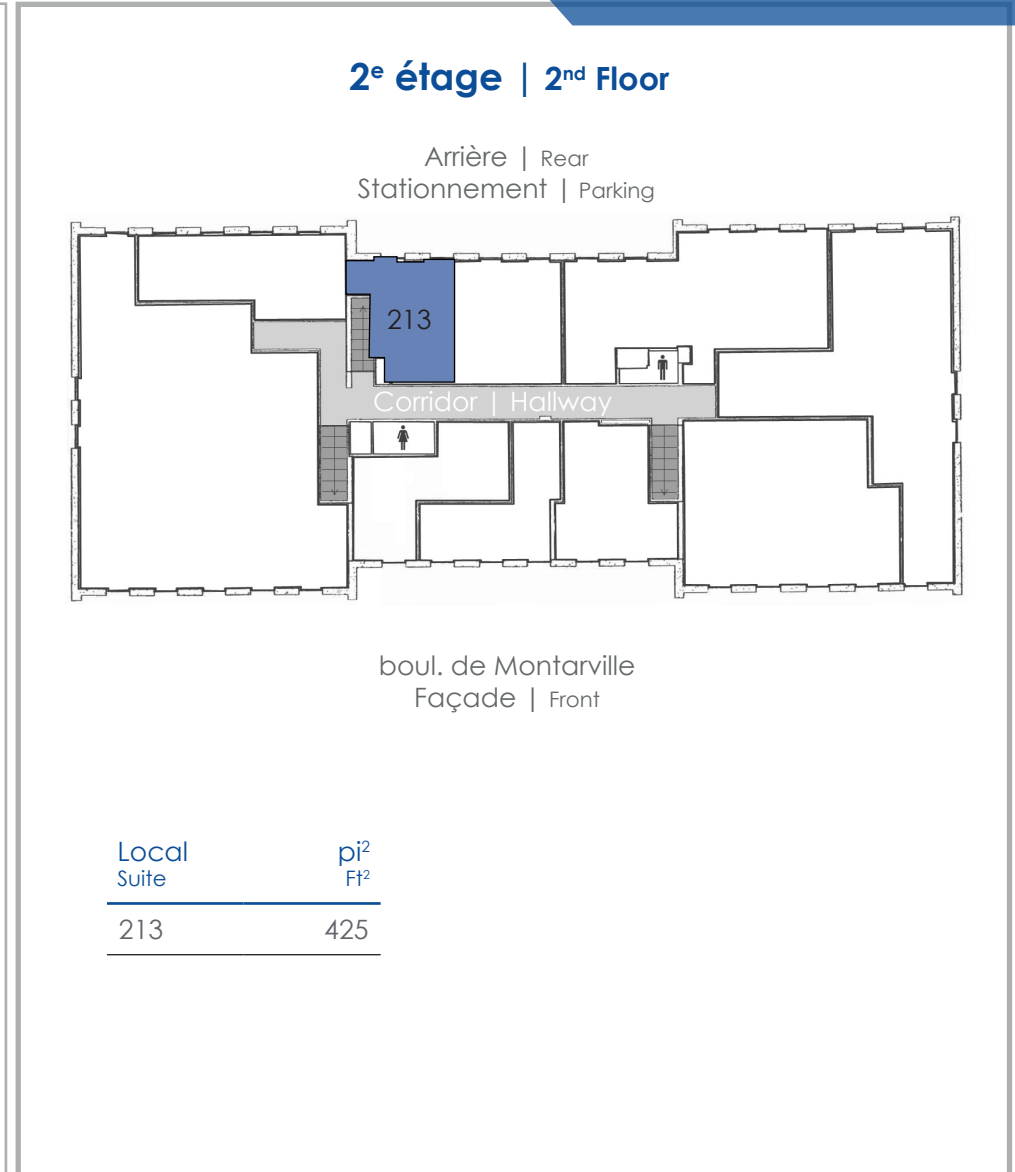 2e étage | 2nd Floor
Arrière | Rear
Stationnement | Parking
213
Corridor | Hallway
boul. de Montarville
Façade | Front
Local pi²
Suite Ft²
213 425